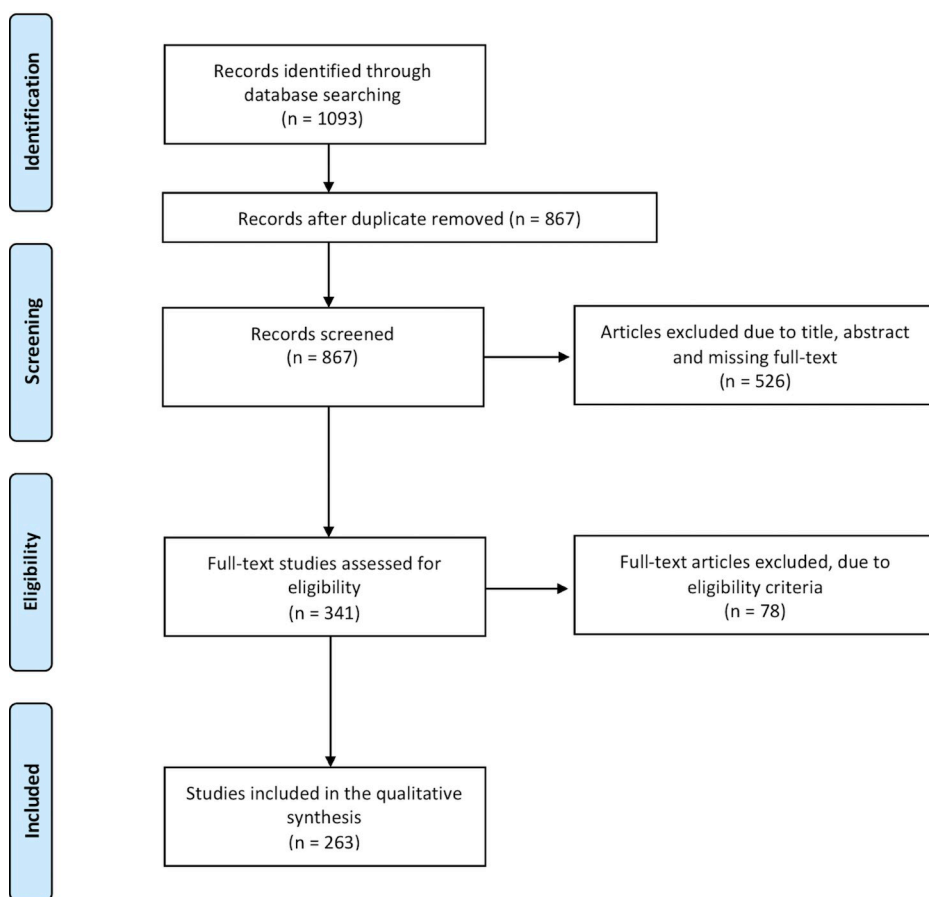 Identification
Records identified through
database searching
(n = 1093)
Records after duplicate removed (n = 867)
Screening
Records screened
(n = 867)
Articles excluded due to title, abstract
and missing full-text
(n = 526)
Eligibility
Full-text studies assessed for
eligibility
(n = 341)
Full-text articles excluded, due to
eligibility criteria
(n = 78)
Included
Studies included in the qualitative
synthesis
(n = 263)